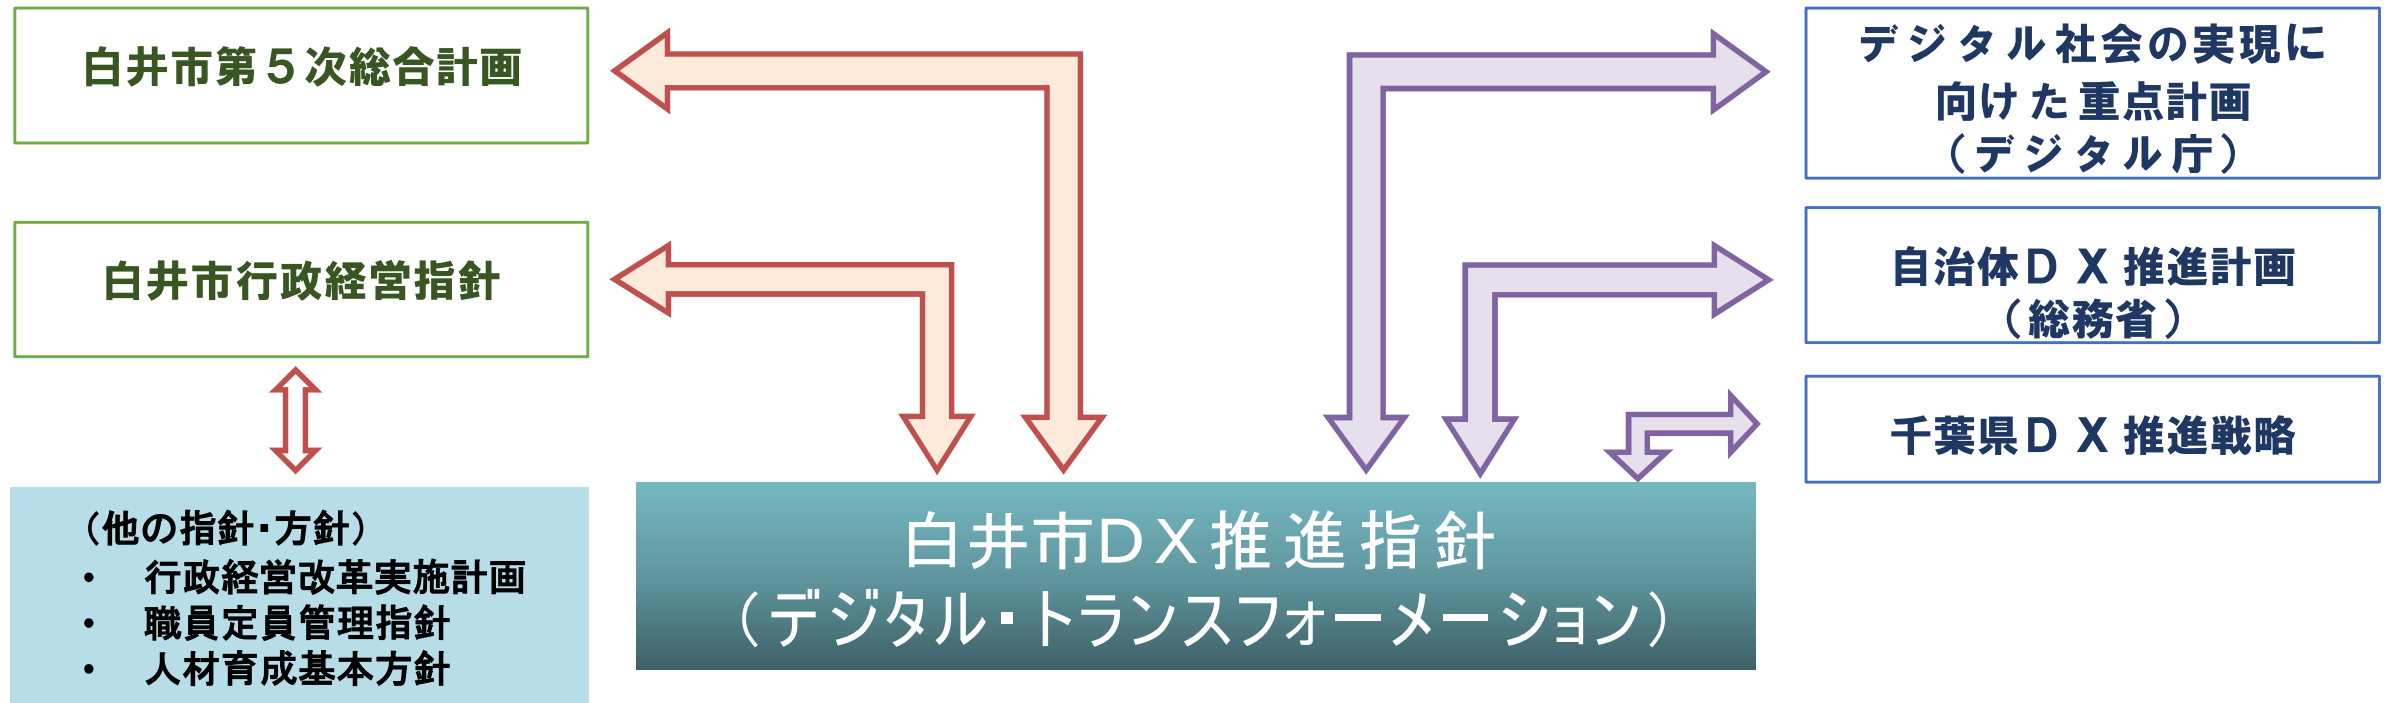 白井市第５次総合計画
白井市行政経営指針
（他の指針・方針）
・ 行政経営改革実施計画
・ 職員定員管理指針
・ 人材育成基本方針
白井市ＤＸ推進指針
（デジタル・トランスフォーメーション）
デジタル社会の実現に
向けた重点計画
（デジタル庁）
自治体ＤＸ推進計画
（総務省）
千葉県ＤＸ推進戦略